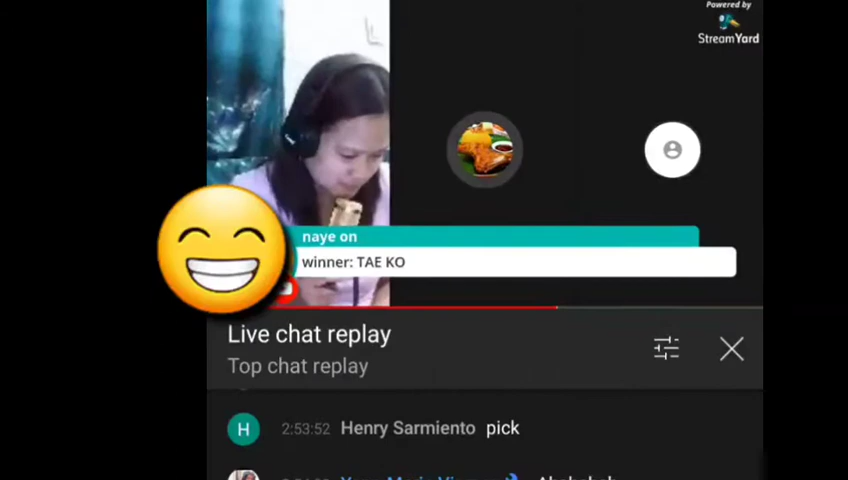 Powered by
StreamYard
naye on
winner: TAE KO
Live chat replay
Top chat replay
H
2:53:52 Henry Sarmiento pick